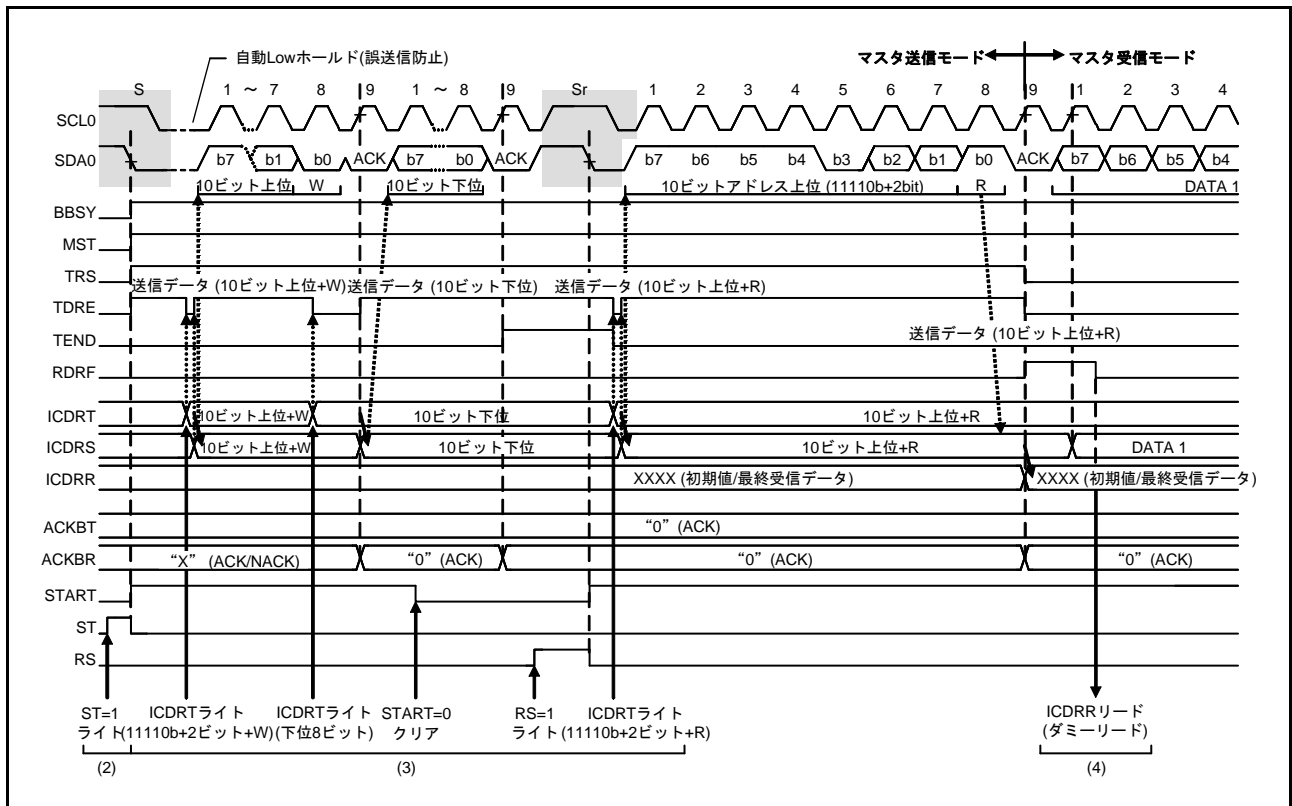 自動Lowホールド(誤送信防止)
マスタ送信モード マスタ受信モード
S 1 ～ 7 8 9 1 ～ 8 9 Sr 1 2 3 4 5 6 7 8 9 1 2 3 4
SCL0
SDA0 b7 b1 b0 ACK b7 b0 ACK b7 b6 b5 b4 b3 b2 b1 b0 ACK b7 b6 b5 b4
10ビット上位 W 10ビット下位 10ビットアドレス上位 (11110b+2bit) R DATA 1
BBSY
MST
TRS
送信データ (10ビット上位+W) 送信データ (10ビット下位) 送信データ (10ビット上位+R)
TDRE
TEND 送信データ (10ビット上位+R)
RDRF
ICDRT 10ビット上位+W 10ビット下位 10ビット上位+R
ICDRS 10ビット上位+W 10ビット下位 10ビット上位+R DATA 1
ICDRR XXXX (初期値/最終受信データ) XXXX (初期値/最終受信データ)
ACKBT “0” (ACK)
ACKBR “X” (ACK/NACK) “0” (ACK) “0” (ACK) “0” (ACK)
START
ST
RS
ST=1 ICDRTライト ICDRTライト START=0 RS=1 ICDRTライト ICDRRリード
ライト (11110b+2ビット+W) (下位8ビット) クリア ライト (11110b+2ビット+R) (ダミーリード)
(2) (3) (4)